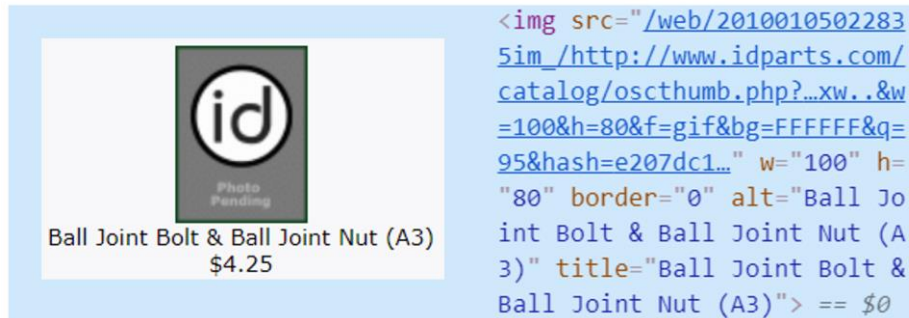 id
Photo
Pending
Ball Joint Bolt & Ball Joint Nut (A3)
$4.25
<img src="/web/2010010502283
5im_/http://www.idparts.com/
catalog/oscthumb.php?…xw..&w
=100&h=80&f=gif&bg=FFFFFF&q=
95&hash=e207dc1…" w="100" h=
"80" border="0" alt="Ball Jo
int Bolt & Ball Joint Nut (A
3)" title="Ball Joint Bolt &
Ball Joint Nut (A3)"> == $0